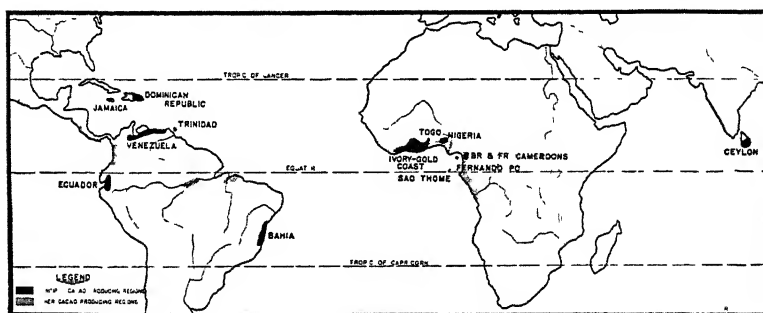 TROPIC OF CANCER
DOMINICAN
REPUBLIC
JAMAICA
TRINIDAD
VENEZUELA
TOGO
NIGERIA
IVORY-GOLD
COAST
BR & FR CAMEROONS
FERNANDO PO
SAO THOME
CEYLON
EQUAT R
ECUADOR
BAHIA
TROPIC OF CAPRICORN
LEGEND
CACAO PRODUCING REGIONS